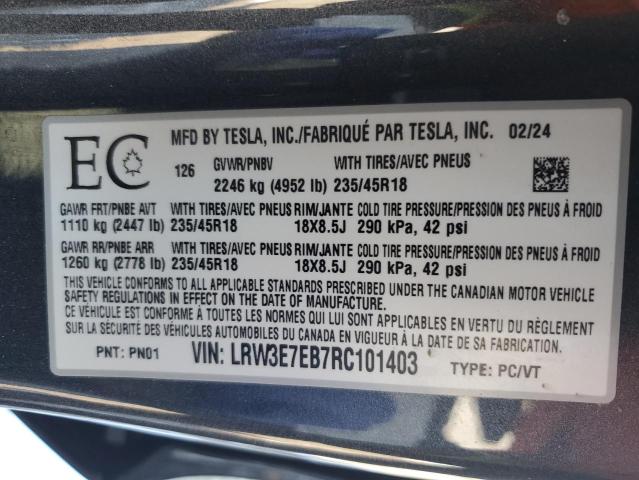 EC
MFD BY TESLA, INC./FABRIQUÉ PAR TESLA, INC. 02/24
126 GVWR/PNBV WITH TIRES/AVEC PNEUS
2246 kg (4952 lb) 235/45R18
GAWR FRT/PNBE AVT WITH TIRES/AVEC PNEUS RIM/JANTE COLD TIRE PRESSURE/PRESSION DES PNEUS À FROID
1110 kg (2447 lb) 235/45R18 18X8.5J 290 kPa, 42 psi
GAWR RR/PNBE ARR WITH TIRES/AVEC PNEUS RIM/JANTE COLD TIRE PRESSURE/PRESSION DES PNEUS À FROID
1260 kg (2778 lb) 235/45R18 18X8.5J 290 kPa, 42 psi
THIS VEHICLE CONFORMS TO ALL APPLICABLE STANDARDS PRESCRIBED UNDER THE CANADIAN MOTOR VEHICLE
SAFETY REGULATIONS IN EFFECT ON THE DATE OF MANUFACTURE.
CE VÉHICULE EST CONFORME À TOUTES LES NORMES QUI LUI SONT APPLICABLES EN VERTU DU RÈGLEMENT
SUR LA SÉCURITÉ DES VÉHICULES AUTOMOBILES DU CANADA EN VIGUEUR À LA DATE DE SA FABRICATION.
PNT: PN01 VIN: LRW3E7EB7RC101403 TYPE: PC/VT